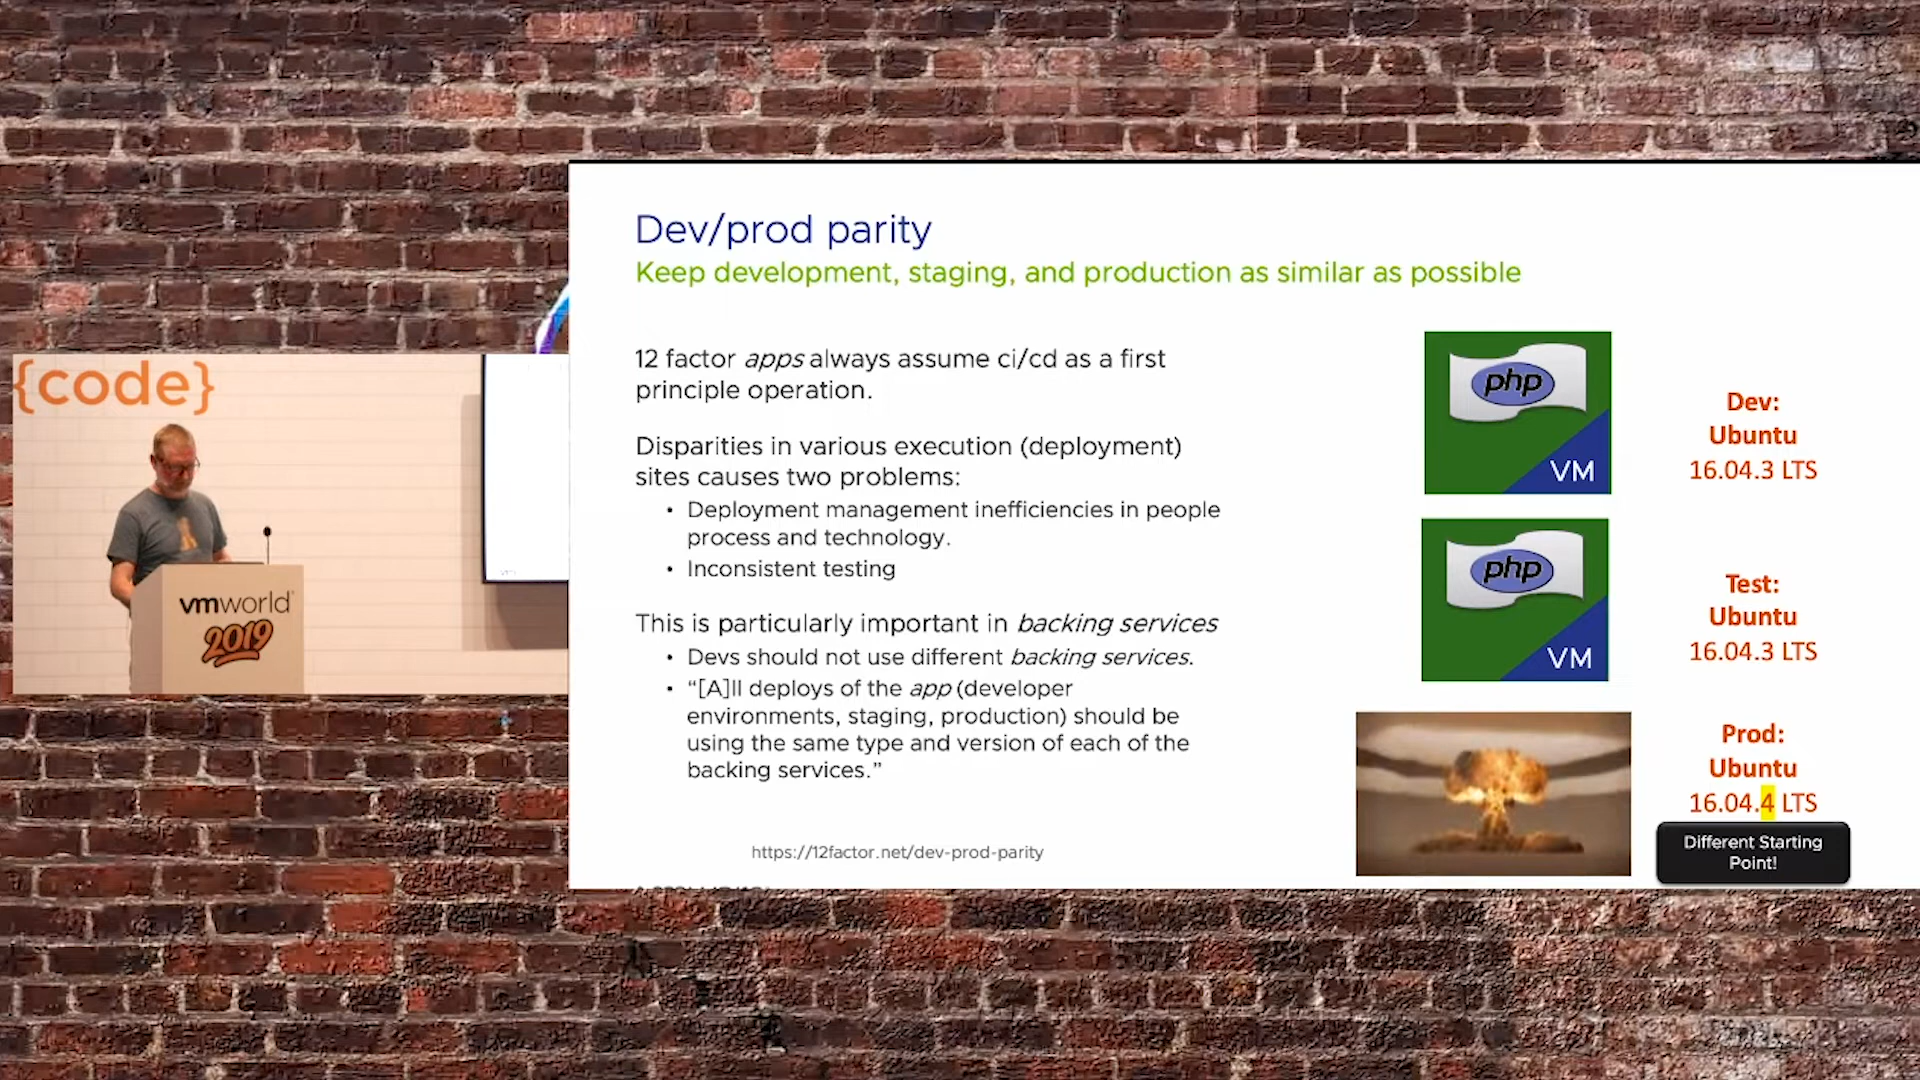 {code}
vmworld
2019
Dev/prod parity
Keep development, staging, and production as similar as possible
12 factor apps always assume ci/cd as a first
principle operation.
Disparities in various execution (deployment)
sites causes two problems:
• Deployment management inefficiencies in people
process and technology.
• Inconsistent testing
This is particularly important in backing services
• Devs should not use different backing services.
• “[A]ll deploys of the app (developer
environments, staging, production) should be
using the same type and version of each of the
backing services.”
https://12factor.net/dev-prod-parity
php
VM
Dev:
Ubuntu
16.04.3 LTS
php
VM
Test:
Ubuntu
16.04.3 LTS
Prod:
Ubuntu
16.04.4 LTS
Different Starting
Point!